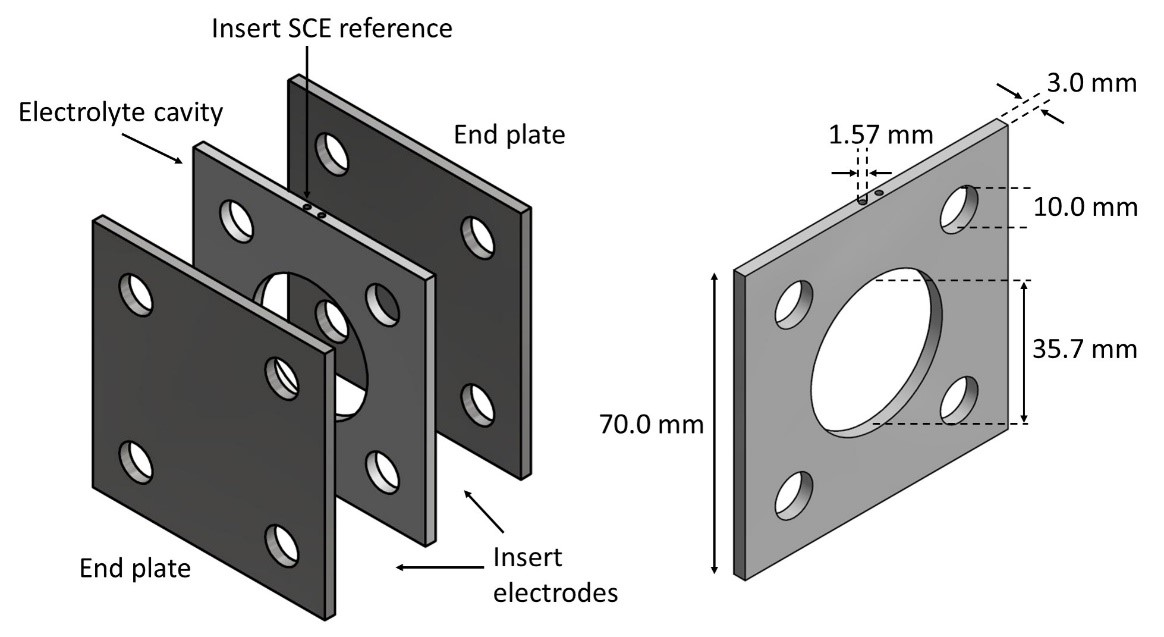 Insert SCE reference
Electrolyte cavity
End plate
End plate
Insert
electrodes
3.0 mm
1.57 mm
10.0 mm
35.7 mm
70.0 mm